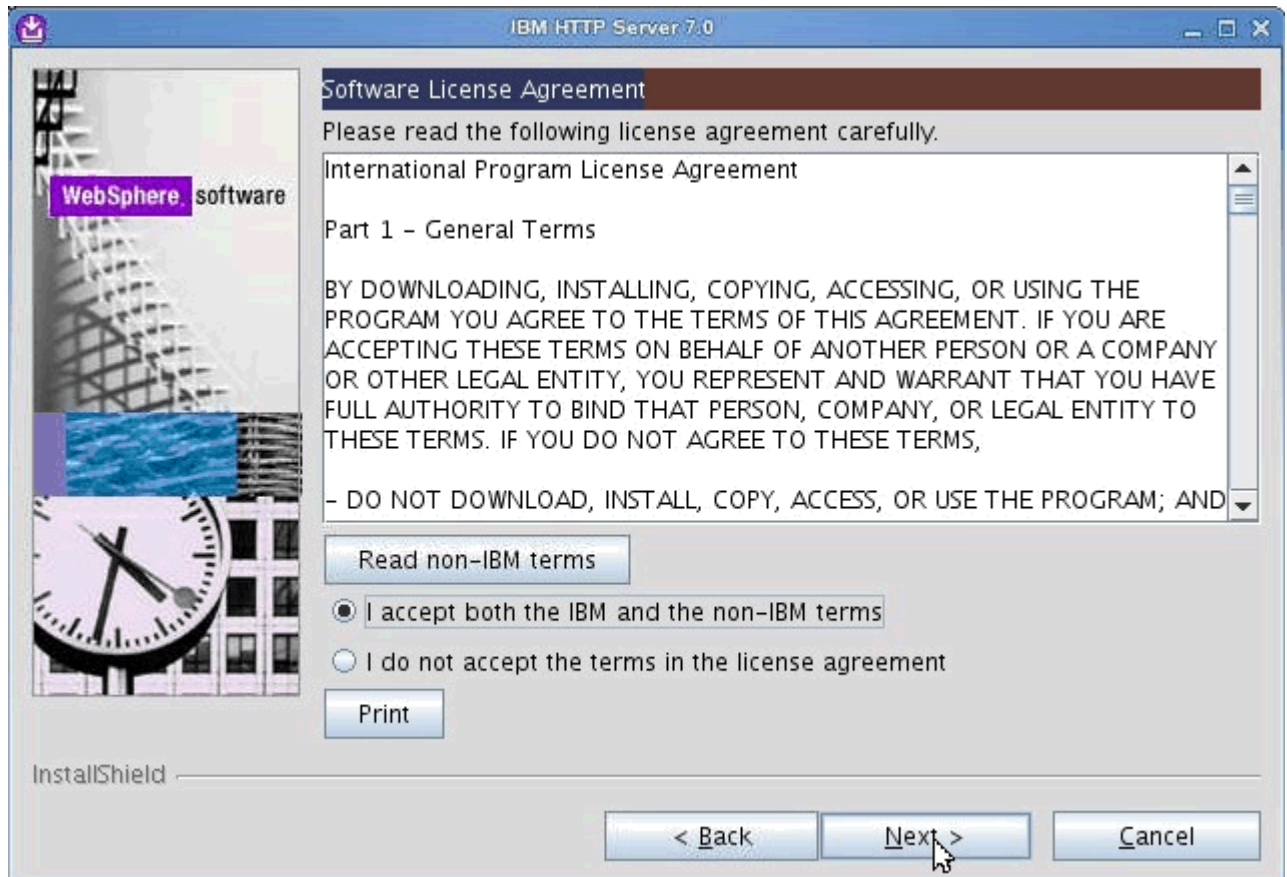 IBM HTTP Server 7.0
WebSphere. software
Software License Agreement
Please read the following license agreement carefully.
International Program License Agreement
Part 1 – General Terms
BY DOWNLOADING, INSTALLING, COPYING, ACCESSING, OR USING THE
PROGRAM YOU AGREE TO THE TERMS OF THIS AGREEMENT. IF YOU ARE
ACCEPTING THESE TERMS ON BEHALF OF ANOTHER PERSON OR A COMPANY
OR OTHER LEGAL ENTITY, YOU REPRESENT AND WARRANT THAT YOU HAVE
FULL AUTHORITY TO BIND THAT PERSON, COMPANY, OR LEGAL ENTITY TO
THESE TERMS. IF YOU DO NOT AGREE TO THESE TERMS,
– DO NOT DOWNLOAD, INSTALL, COPY, ACCESS, OR USE THE PROGRAM; AND
Read non-IBM terms
I accept both the IBM and the non-IBM terms
I do not accept the terms in the license agreement
Print
InstallShield
< Back
Next >
Cancel